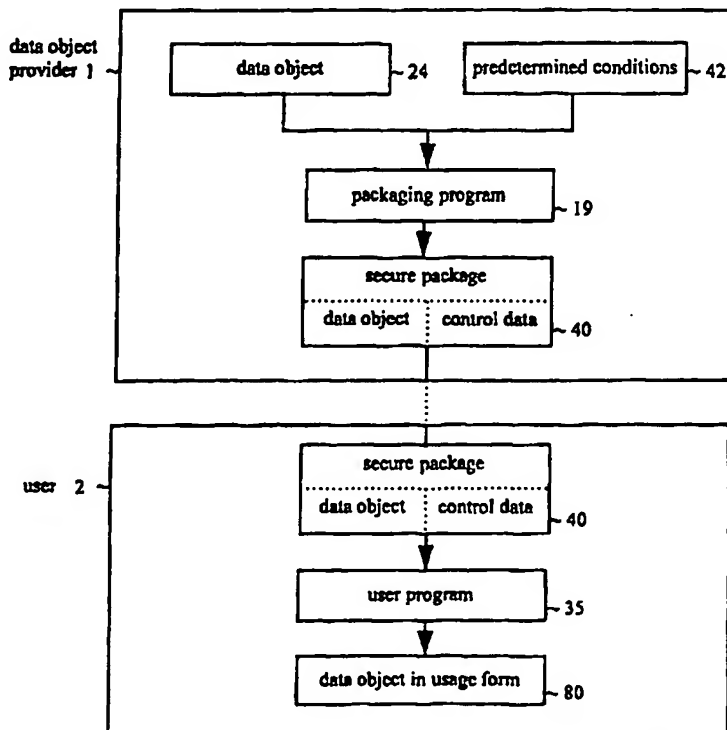 data object
provider 1
data object
24
predetermined conditions
42
packaging program
19
secure package
data object
control data
40
user 2
secure package
data object
control data
40
user program
35
data object in usage form
80